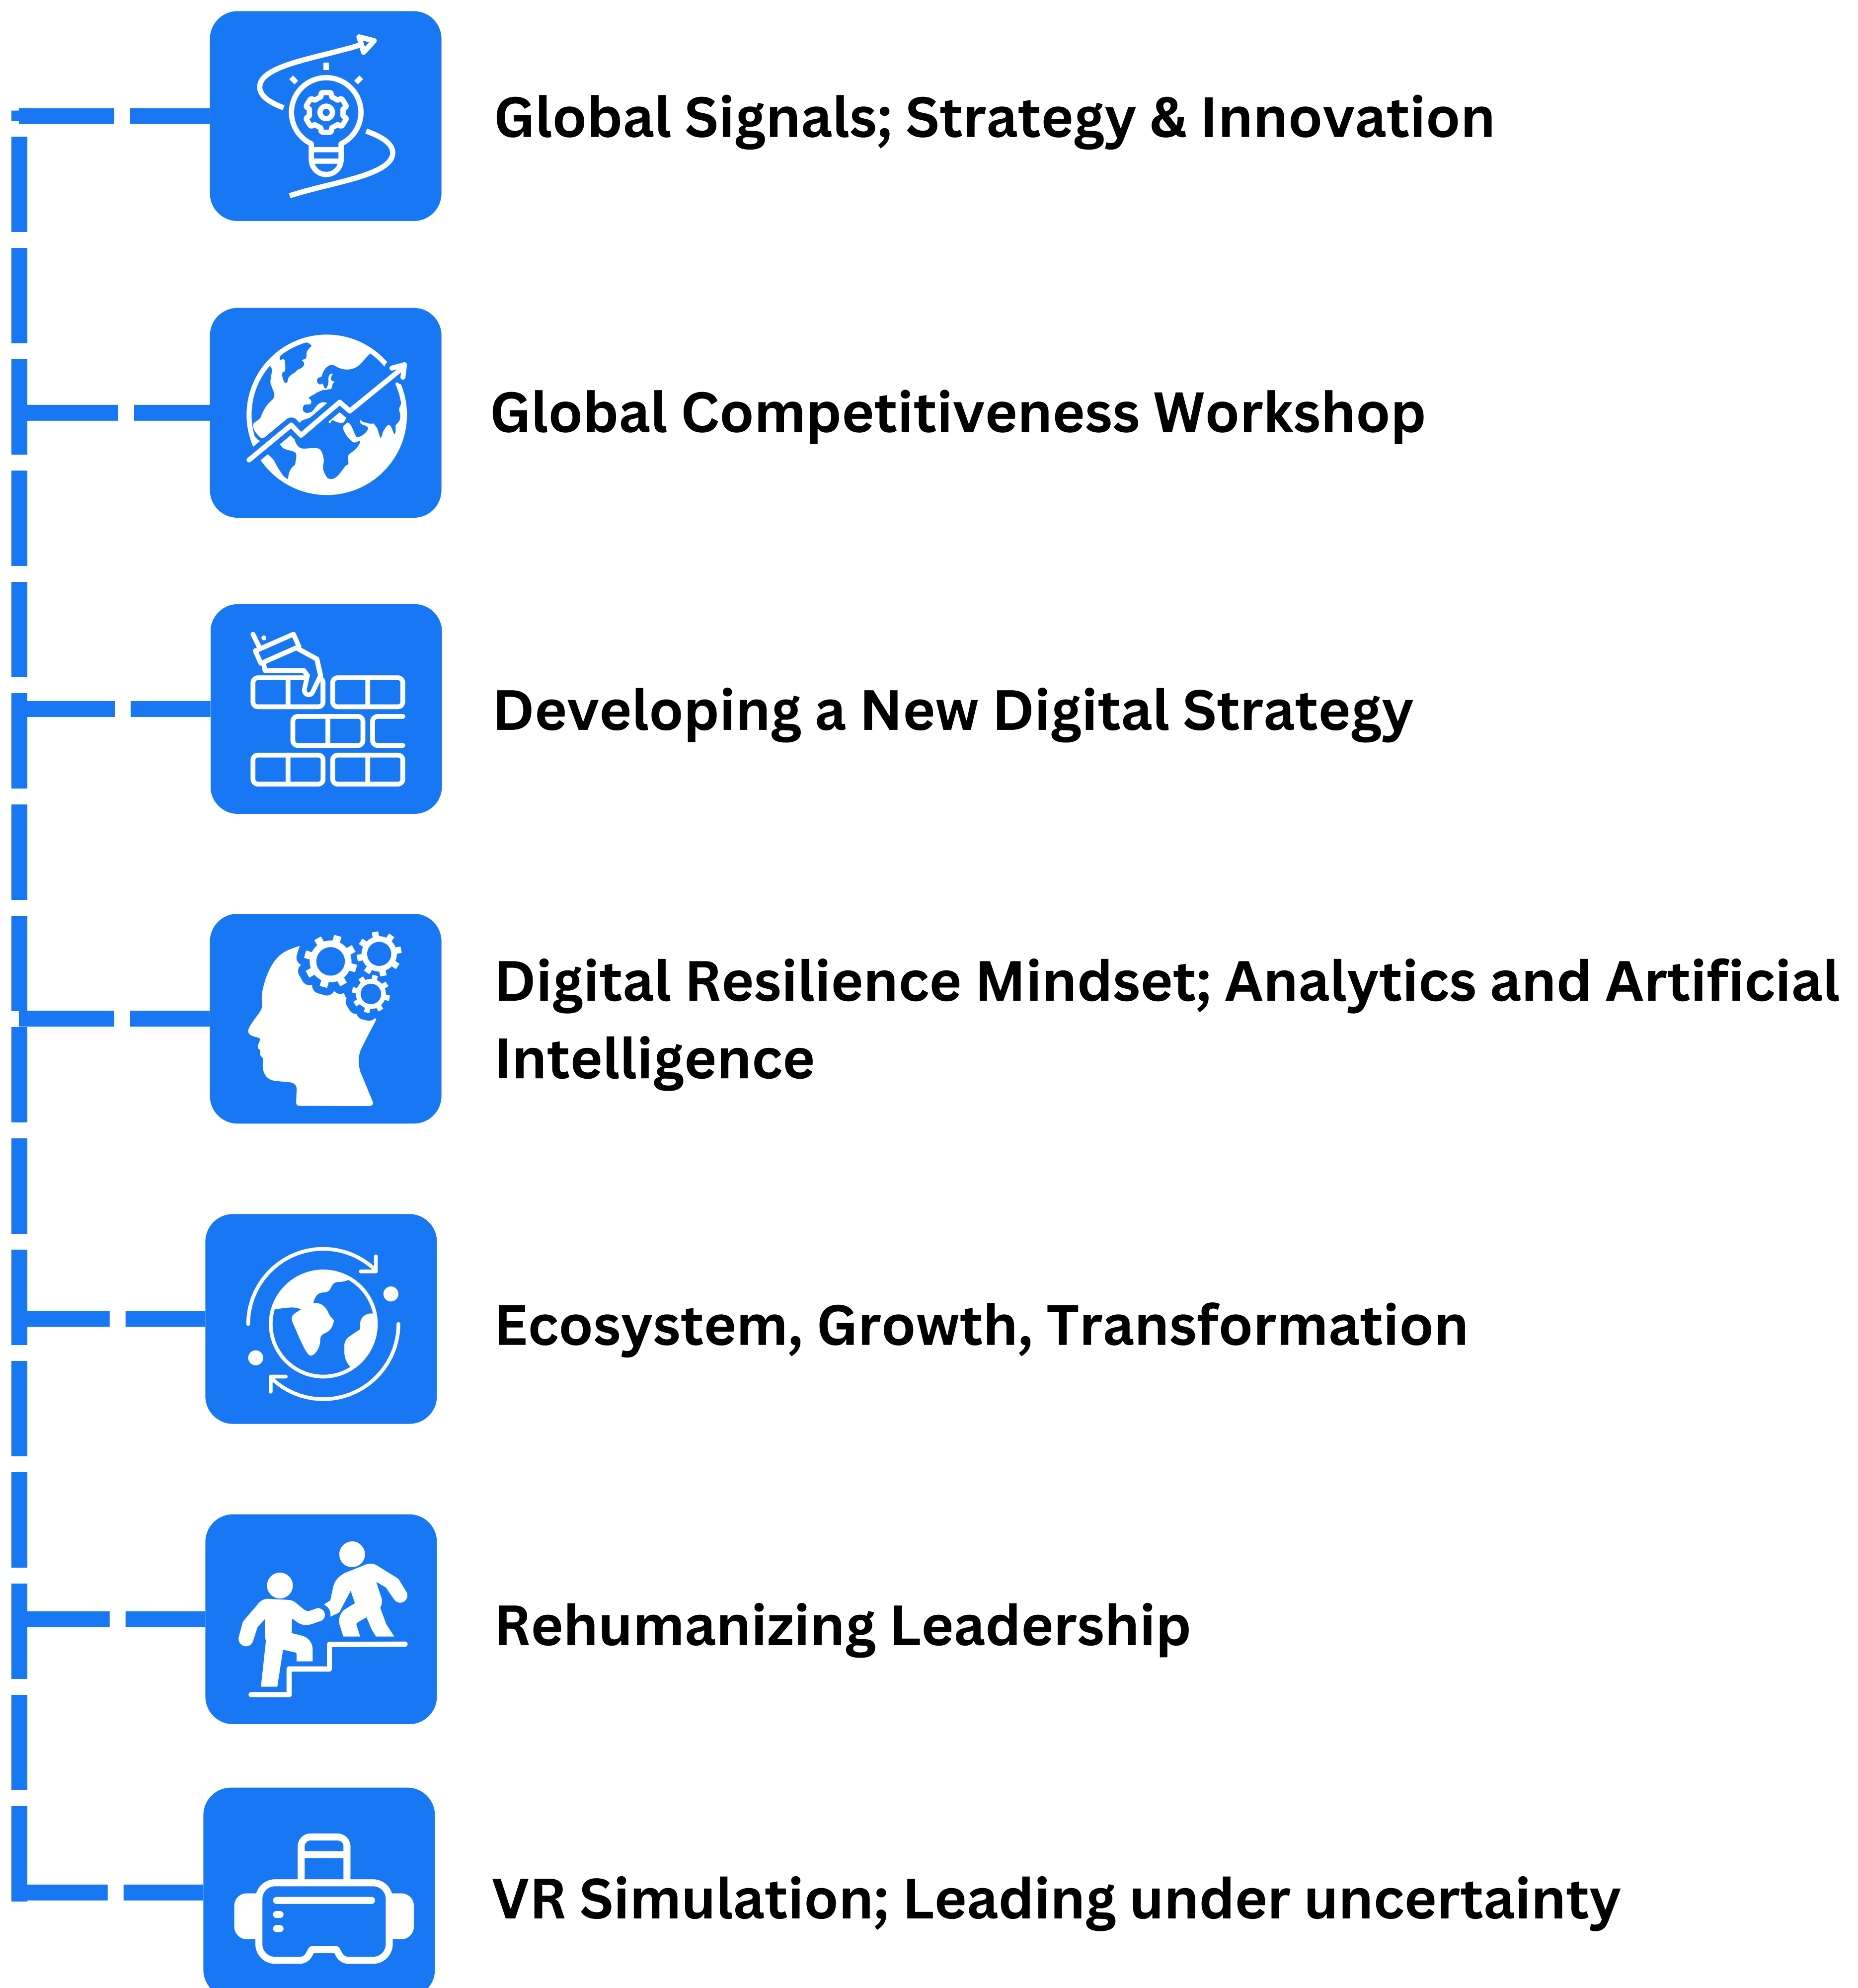 Global Signals; Strategy & Innovation
Global Competitiveness Workshop
Developing a New Digital Strategy
Digital Resilience Mindset; Analytics and Artificial
Intelligence
Ecosystem, Growth, Transformation
Rehumanizing Leadership
VR Simulation; Leading under uncertainty